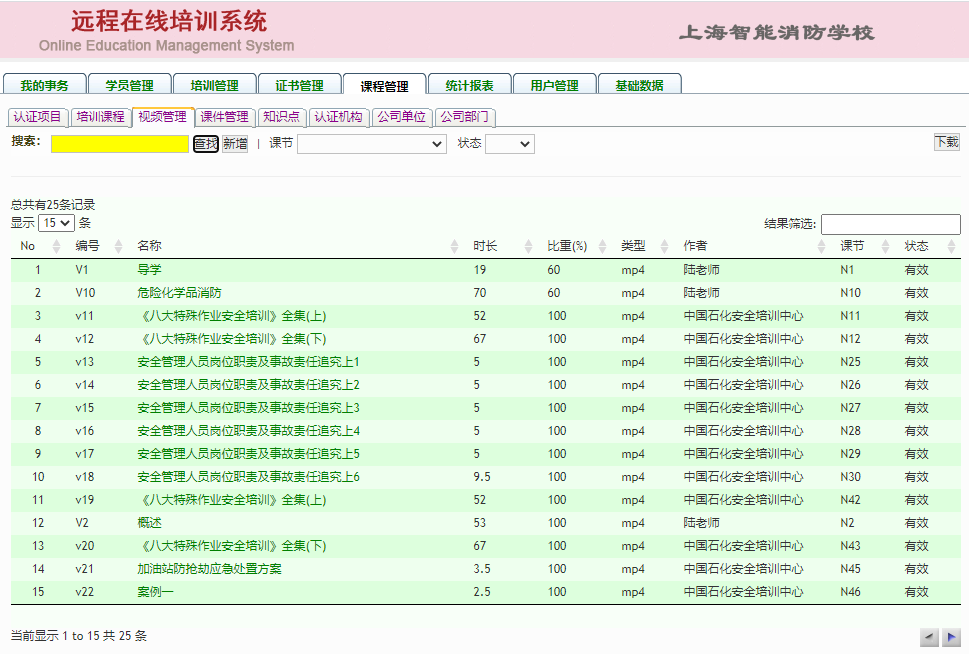 远程在线培训系统
Online Education Management System
上海智能消防学校
我的事务 学员管理 培训管理 证书管理 课程管理 统计报表 用户管理 基础数据
认证项目 培训课程 视频管理 课件管理 知识点 认证机构 公司单位 公司部门
搜索: 查找 新增 | 课节 状态 下载
总共有25条记录
显示 15 条 结果筛选:
No 编号 名称 时长 比重(%) 类型 作者 课节 状态
1 V1 导学 19 60 mp4 陆老师 N1 有效
2 V10 危险化学品消防 70 60 mp4 陆老师 N10 有效
3 v11 《八大特殊作业安全培训》全集(上) 52 100 mp4 中国石化安全培训中心 N11 有效
4 v12 《八大特殊作业安全培训》全集(下) 67 100 mp4 中国石化安全培训中心 N12 有效
5 v13 安全管理人员岗位职责及事故责任追究上1 5 100 mp4 中国石化安全培训中心 N25 有效
6 v14 安全管理人员岗位职责及事故责任追究上2 5 100 mp4 中国石化安全培训中心 N26 有效
7 v15 安全管理人员岗位职责及事故责任追究上3 5 100 mp4 中国石化安全培训中心 N27 有效
8 v16 安全管理人员岗位职责及事故责任追究上4 5 100 mp4 中国石化安全培训中心 N28 有效
9 v17 安全管理人员岗位职责及事故责任追究上5 5 100 mp4 中国石化安全培训中心 N29 有效
10 v18 安全管理人员岗位职责及事故责任追究上6 9.5 100 mp4 中国石化安全培训中心 N30 有效
11 v19 《八大特殊作业安全培训》全集(上) 52 100 mp4 中国石化安全培训中心 N42 有效
12 V2 概述 53 100 mp4 陆老师 N2 有效
13 v20 《八大特殊作业安全培训》全集(下) 67 100 mp4 中国石化安全培训中心 N43 有效
14 v21 加油站防抢劫应急处置方案 3.5 100 mp4 中国石化安全培训中心 N45 有效
15 v22 案例一 2.5 100 mp4 中国石化安全培训中心 N46 有效
当前显示 1 to 15 共 25 条